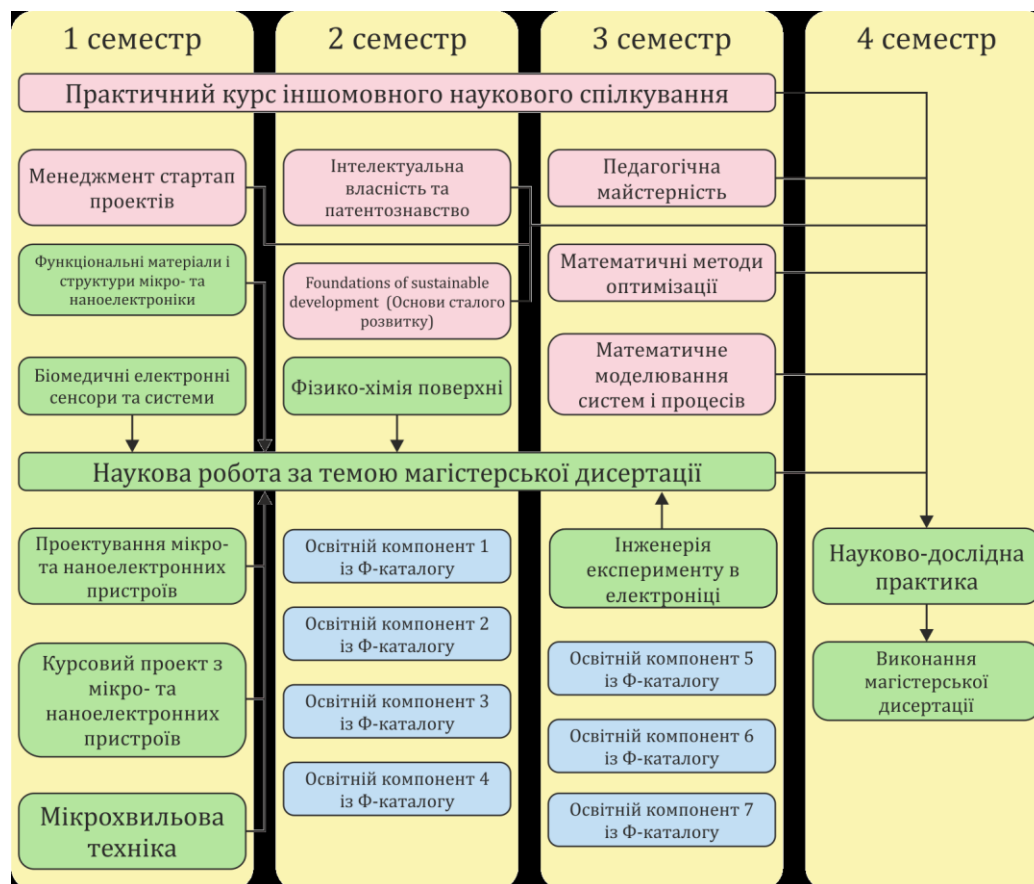 1 семестр
2 семестр
3 семестр
4 семестр
Практичний курс іншомовного наукового спілкування
Менеджмент стартап
проектів
Інтелектуальна
власність та
патентознавство
Педагогічна
майстерність
Функціональні матеріали і
структури мікро- та
наноелектроніки
Foundations of sustainable
development (Основи сталого
розвитку)
Математичні методи
оптимізації
Біомедичні електронні
сенсори та системи
Фізико-хімія поверхні
Математичне
моделювання
систем і процесів
Наукова робота за темою магістерської дисертації
Проектування мікро-
та наноелектронних
пристроїв
Освітній компонент 1
із Ф-каталогу
Інженерія
експерименту в
електроніці
Науково-дослідна
практика
Освітній компонент 2
із Ф-каталогу
Курсовий проект з
мікро- та
наноелектронних
пристроїв
Освітній компонент 3
із Ф-каталогу
Освітній компонент 5
із Ф-каталогу
Виконання
магістерської
дисертації
Освітній компонент 4
із Ф-каталогу
Освітній компонент 6
із Ф-каталогу
Мікрохвильова
техніка
Освітній компонент 7
із Ф-каталогу